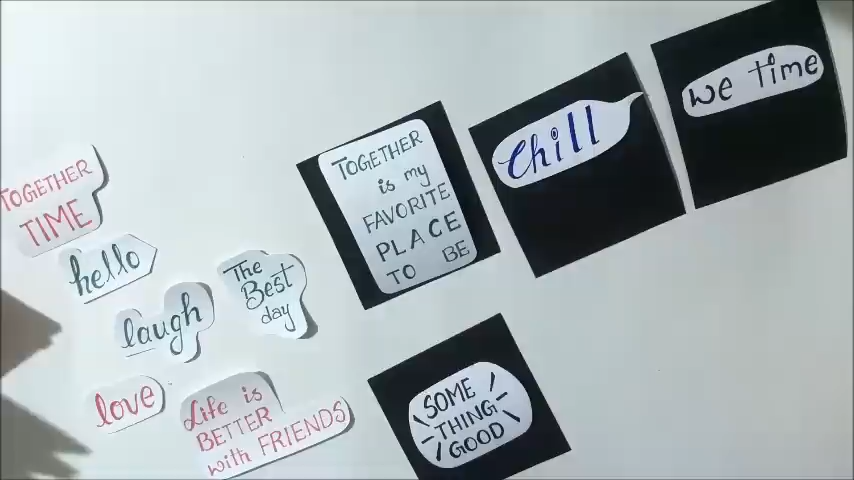 TOGETHER
TIME
hello
laugh
The
Best
day
love
Life is
BETTER
with FRIENDS
TOGETHER
is my
FAVORITE
PLACE
TO BE
Chill
we time
SOME
THING
GOOD